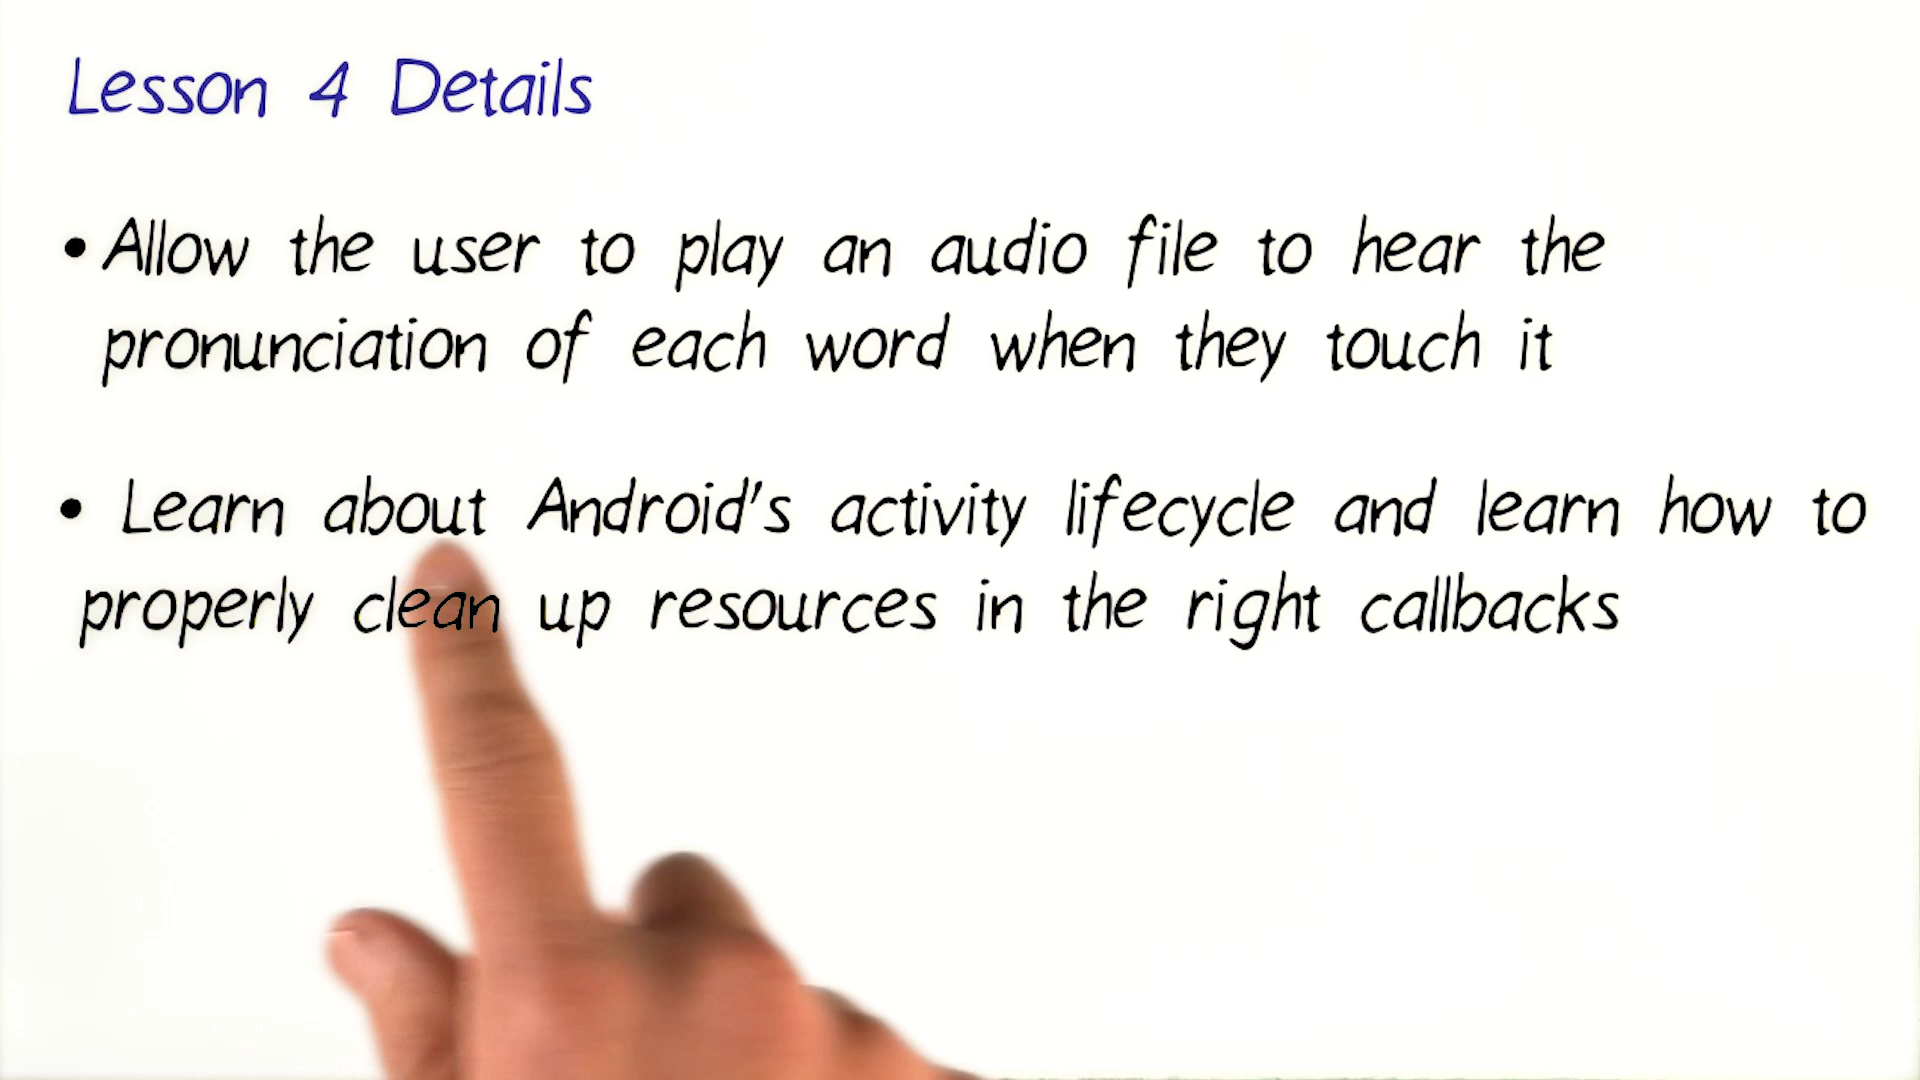 Lesson 4 Details
• Allow the user to play an audio file to hear the
pronunciation of each word when they touch it
• Learn about Android's activity lifecycle and learn how to
properly clean up resources in the right callbacks